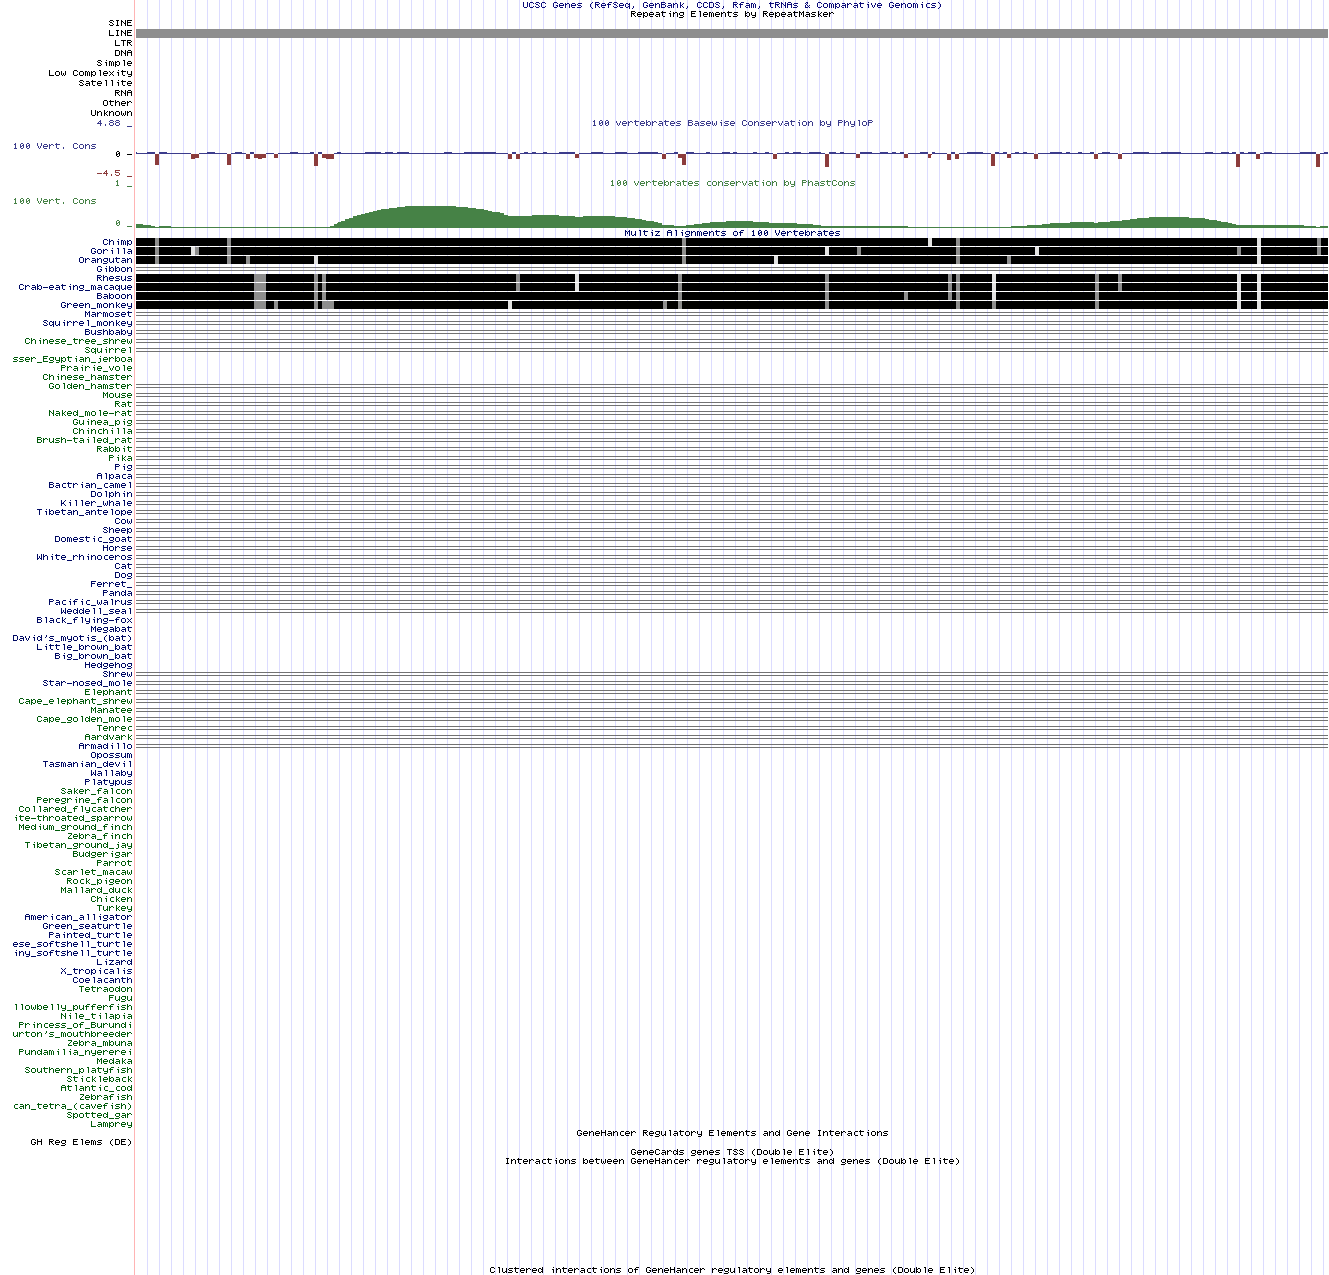 UCSC Genes (RefSeq, GenBank, CCDS, Rfam, tRNAs & Comparative Genomics)
Repeating Elements by RepeatMasker
SINE
LINE
LTR
DNA
Simple
Low Complexity
Satellite
RNA
Other
Unknown
4.88 _
100 vertebrates Basewise Conservation by PhyloP
100 Vert. Cons
0 _
-4.5 _
1 _
100 vertebrates conservation by PhastCons
100 Vert. Cons
0 _
Multiz Alignments of 100 Vertebrates
Chimp
Gorilla
Orangutan
Gibbon
Rhesus
Crab-eating_macaque
Baboon
Green_monkey
Marmoset
Squirrel_monkey
Bushbaby
Chinese_tree_shrew
Squirrel
sser_Egyptian_jerboa
Prairie_vole
Chinese_hamster
Golden_hamster
Mouse
Rat
Naked_mole-rat
Guinea_pig
Chinchilla
Brush-tailed_rat
Rabbit
Pika
Pig
Alpaca
Bactrian_camel
Dolphin
Killer_whale
Tibetan_antelope
Cow
Sheep
Domestic_goat
Horse
White_rhinoceros
Cat
Dog
Ferret_
Panda
Pacific_walrus
Weddell_seal
Black_flying-fox
Megabat
David's_myotis_(bat)
Little_brown_bat
Big_brown_bat
Hedgehog
Shrew
Star-nosed_mole
Elephant
Cape_elephant_shrew
Manatee
Cape_golden_mole
Tenrec
Aardvark
Armadillo
Opossum
Tasmanian_devil
Wallaby
Platypus
Saker_falcon
Peregrine_falcon
Collared_flycatcher
ite-throated_sparrow
Medium_ground_finch
Zebra_finch
Tibetan_ground_jay
Budgerigar
Parrot
Scarlet_macaw
Rock_pigeon
Mallard_duck
Chicken
Turkey
American_alligator
Green_seaturtle
Painted_turtle
ese_softshell_turtle
iny_softshell_turtle
Lizard
X_tropicalis
Coelacanth
Tetraodon
Fugu
llowbelly_pufferfish
Nile_tilapia
Princess_of_Burundi
urton's_mouthbreeder
Zebra_mbuna
Pundamilia_nyererei
Medaka
Southern_platyfish
Stickleback
Atlantic_cod
Zebrafish
can_tetra_(cavefish)
Spotted_gar
Lamprey
GeneHancer Regulatory Elements and Gene Interactions
GH Reg Elems (DE)
GeneCards genes TSS (Double Elite)
Interactions between GeneHancer regulatory elements and genes (Double Elite)
Clustered interactions of GeneHancer regulatory elements and genes (Double Elite)